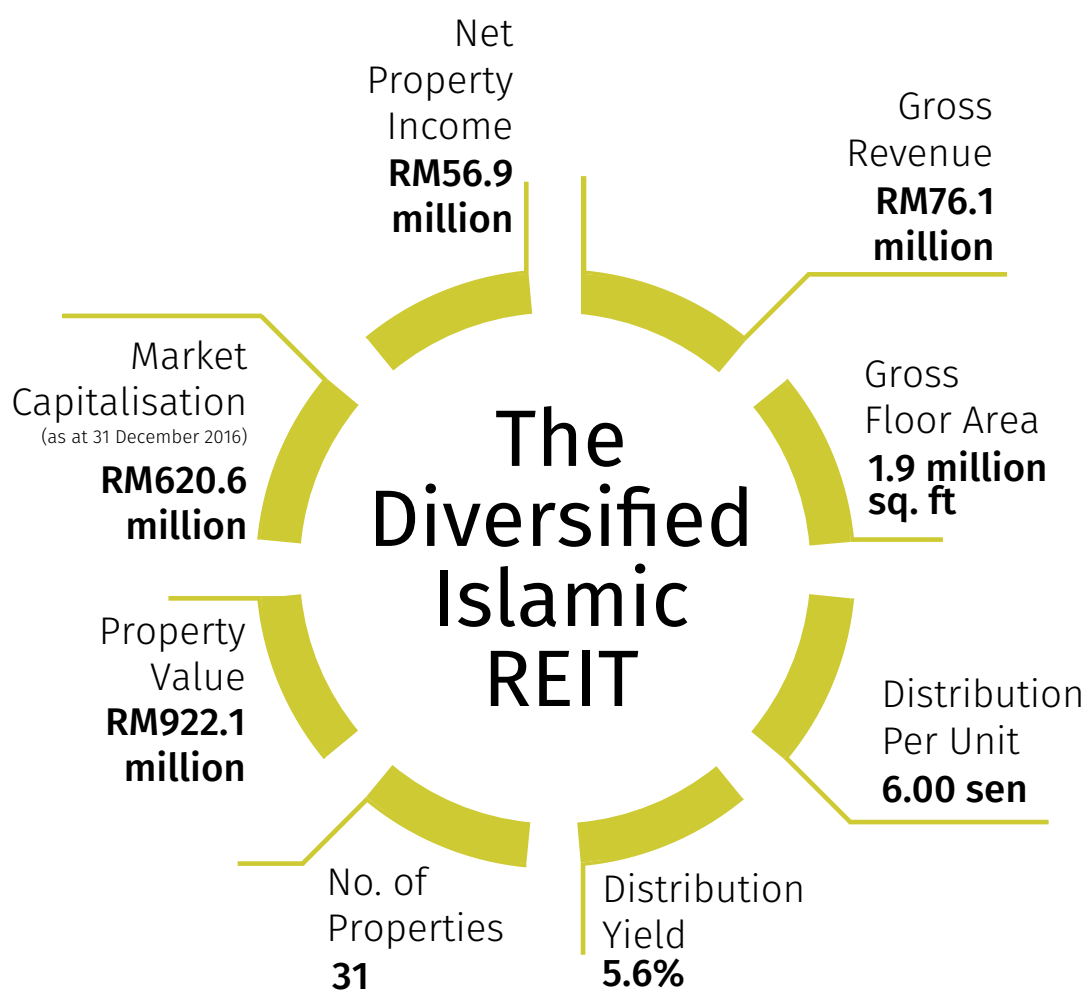 Net
Property
Income
RM56.9
million
Gross
Revenue
RM76.1
million
Market
Capitalisation
(as at 31 December 2016)
RM620.6
million
Gross
Floor Area
1.9 million
sq. ft
The
Diversified
Islamic
REIT
Property
Value
RM922.1
million
Distribution
Per Unit
6.00 sen
No. of
Properties
31
Distribution
Yield
5.6%